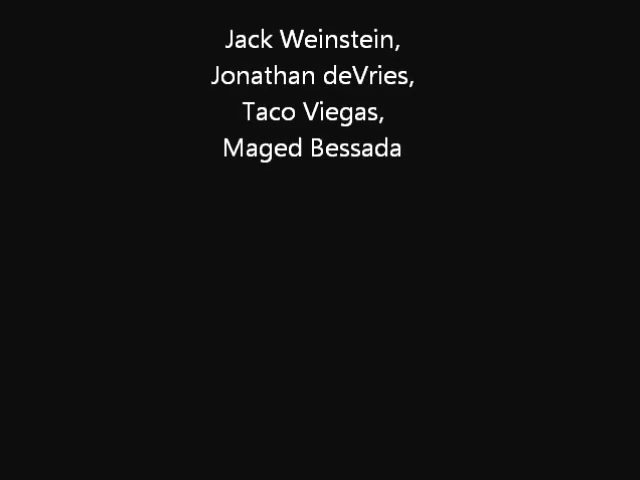 Jack Weinstein,
Jonathan deVries,
Taco Viegas,
Maged Bessada